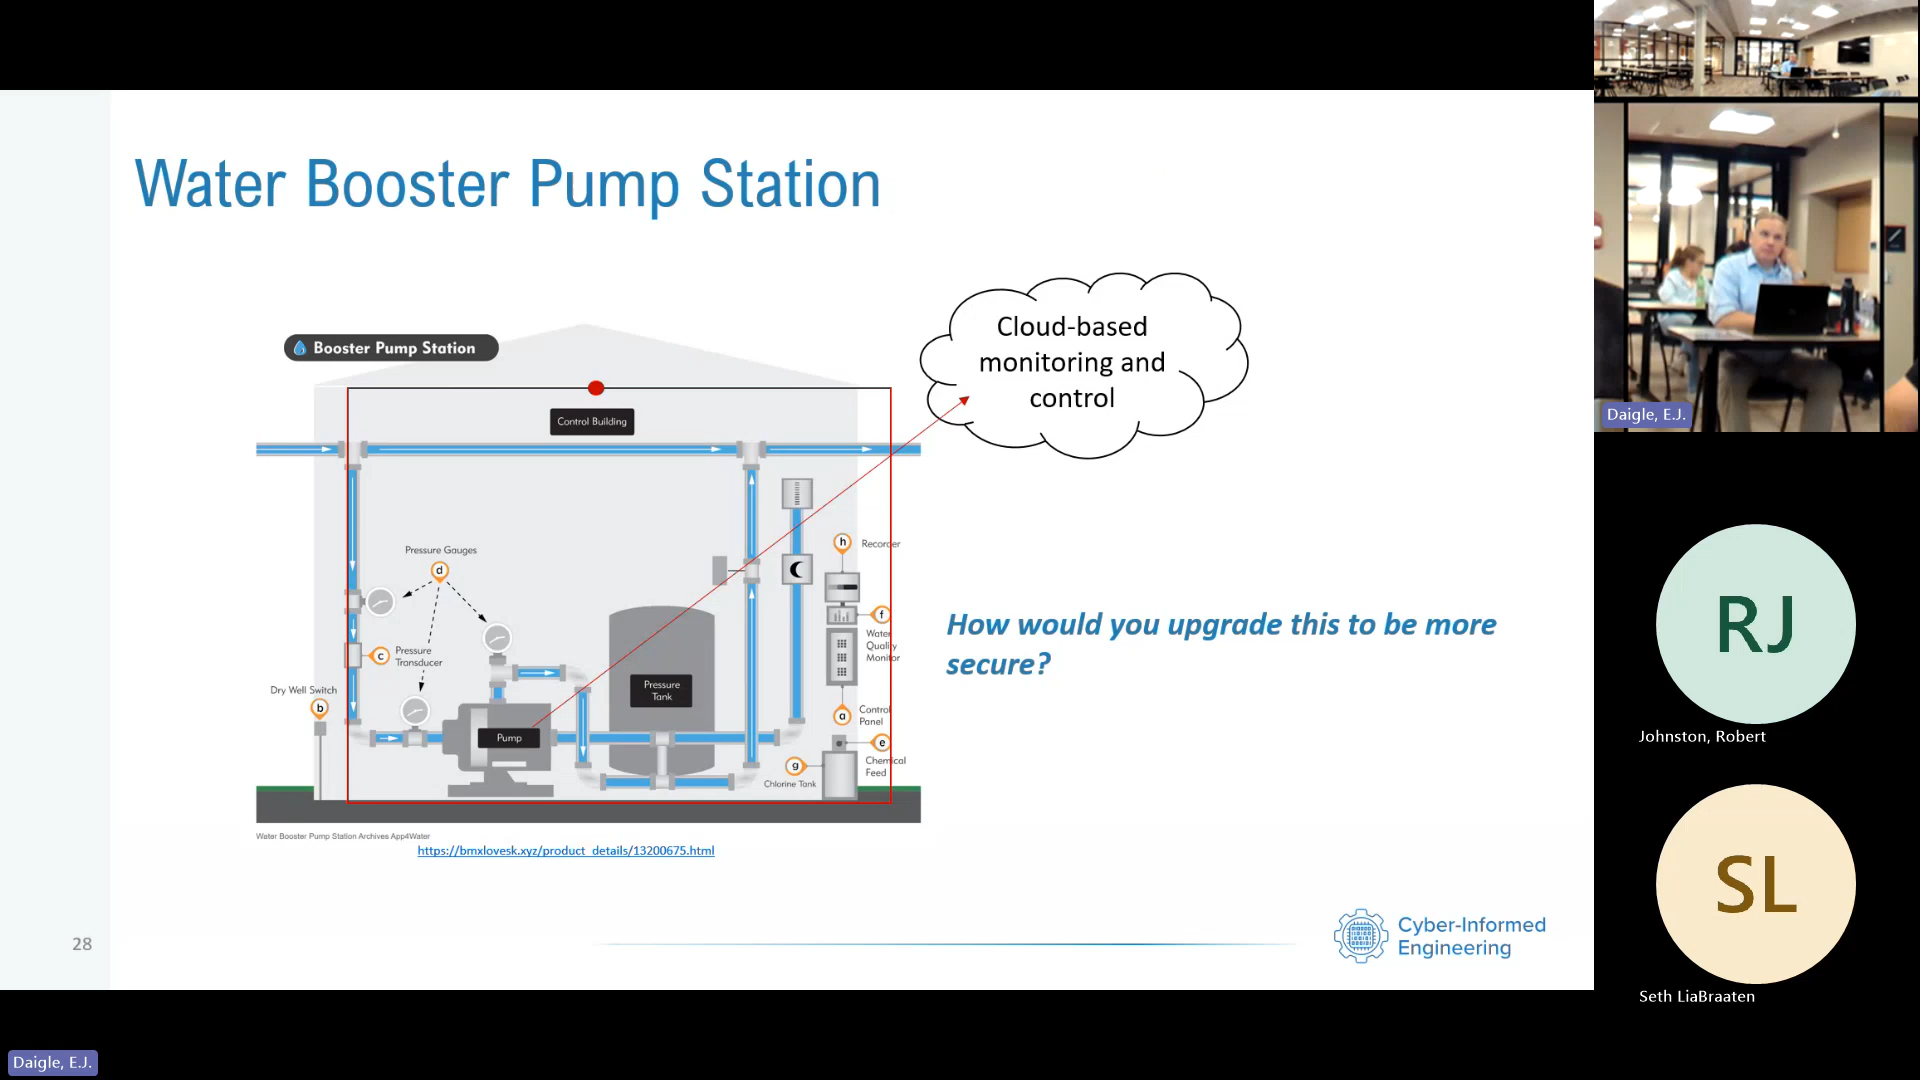 Water Booster Pump Station
Booster Pump Station
Control Building
Cloud-based
monitoring and
control
Pressure Gauges
d
h
Recorder
f
Water
Quality
Monitor
c
Pressure
Transducer
Dry Well Switch
b
Pressure
Tank
Pump
a
Control
Panel
e
Chemical
Feed
g
Chlorine Tank
How would you upgrade this to be more
secure?
Water Booster Pump Station Archives App4Water
https://bmxlovesk.xyz/product_details/13200675.html
28
Cyber-Informed
Engineering
Daigle, E.J.
RJ
Johnston, Robert
SL
Seth LiaBraaten
Daigle, E.J.